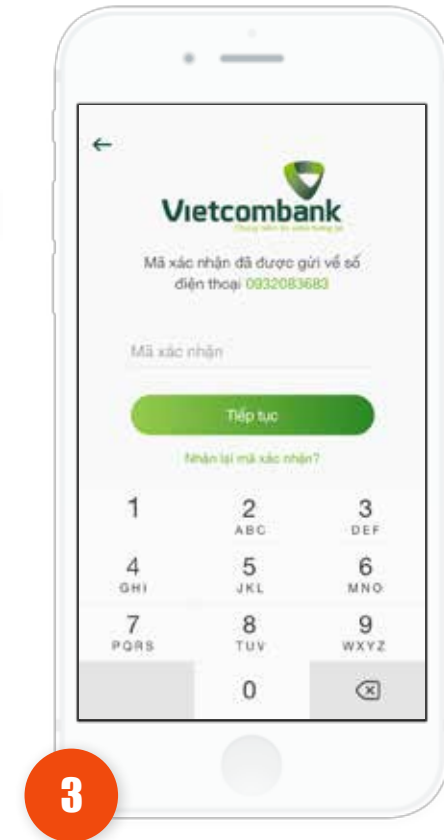 Vietcombank
Mã xác nhận đã được gửi về số
điện thoại 0932083683
Mã xác nhận
Tiếp tục
Nhận lại mã xác nhận?
1 2 3
ABC DEF
4 5 6
GHI JKL MNO
7 8 9
PQRS TUV WXYZ
0
3